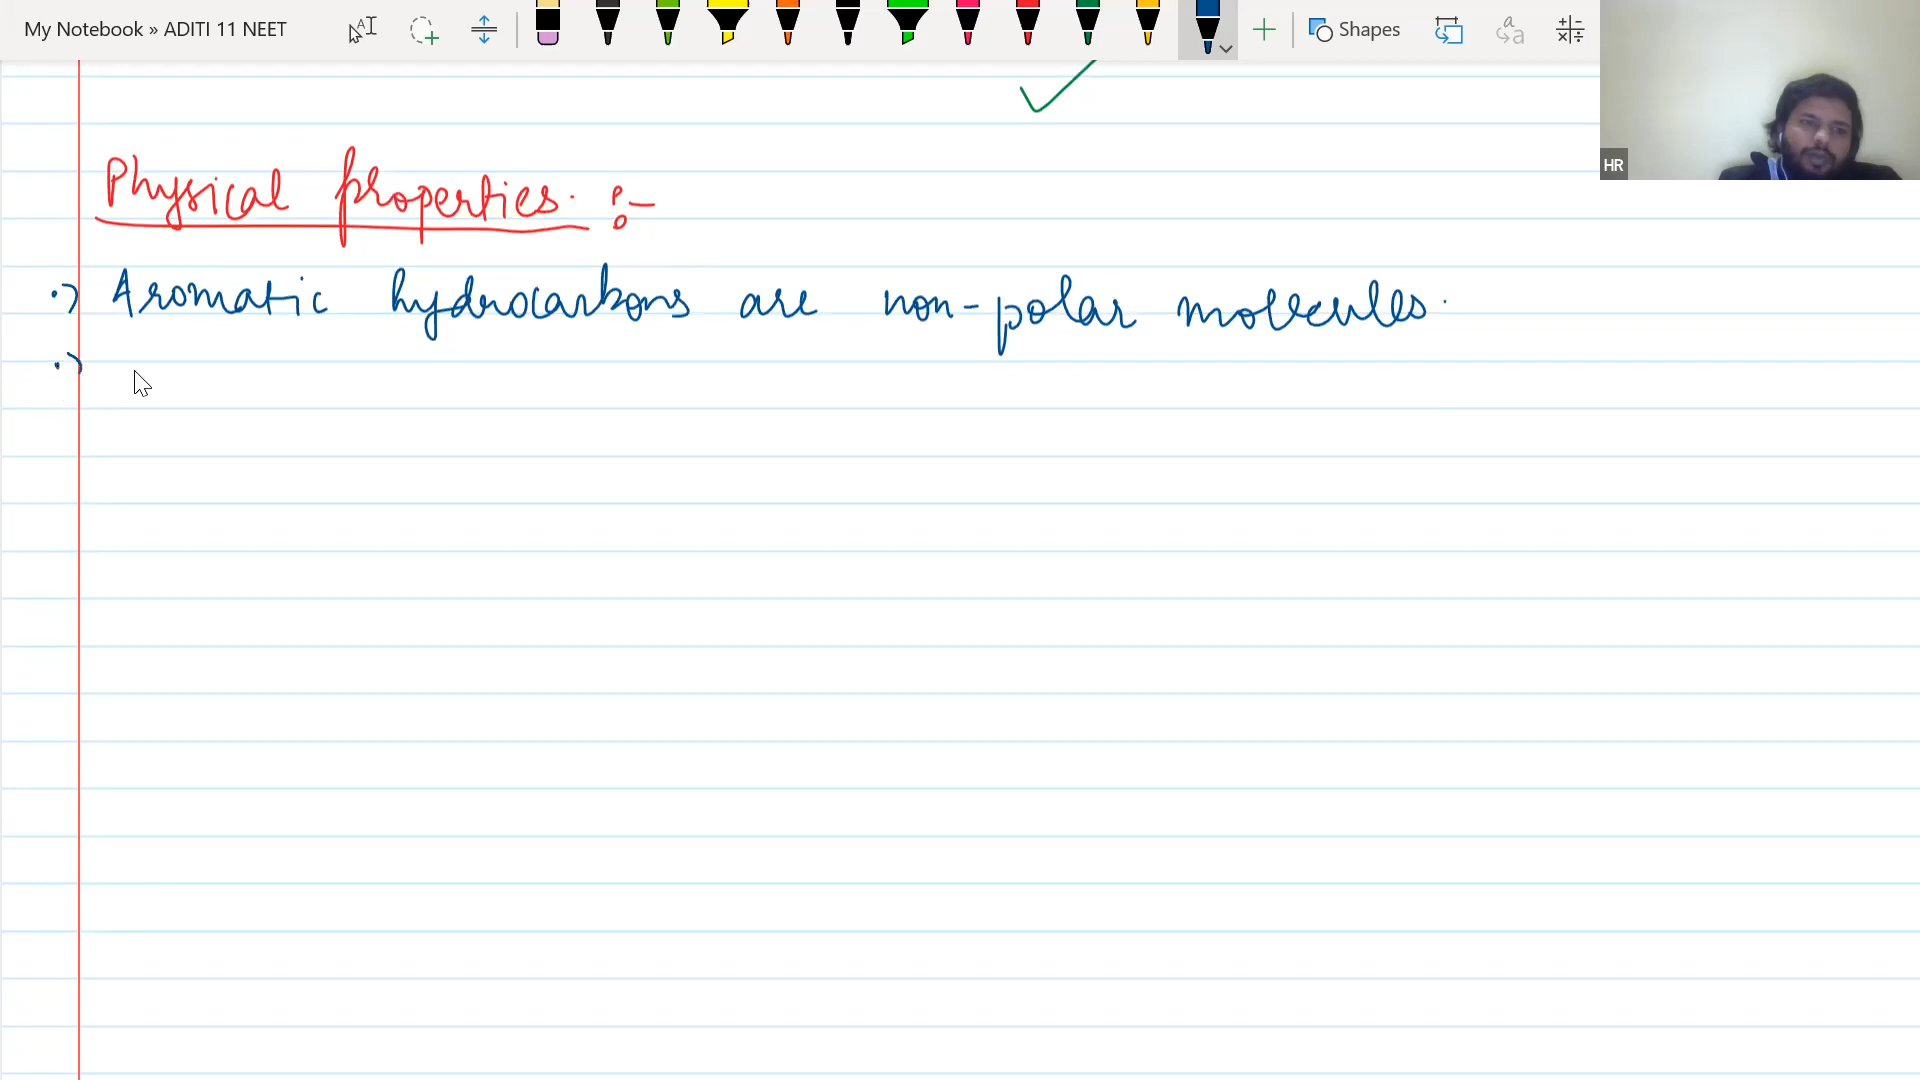 My Notebook » ADITI 11 NEET
Shapes
HR
Physical properties. :-
·) Aromatic hydrocarbons are non-polar molecules.
·)